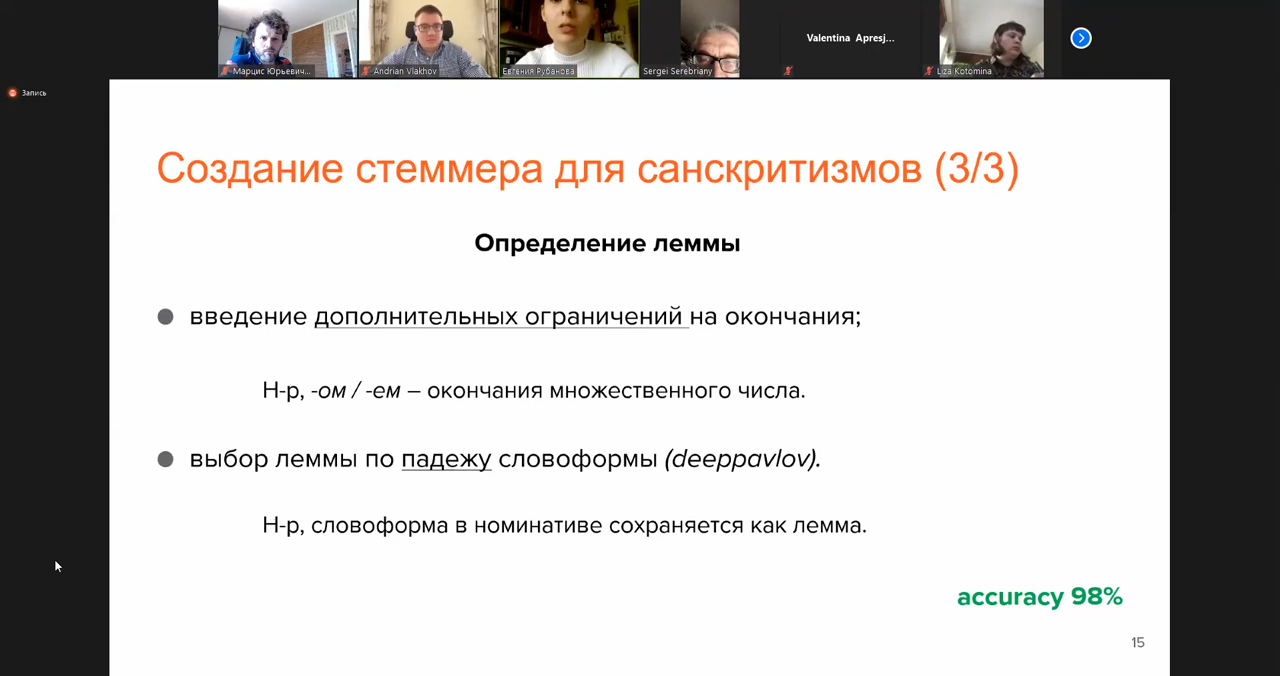 Valentina Apresj...
Марцис Юрьевич...
Andrian Vlakhov
Евгения Рубанова
Sergei Serebriany
Liza Kotomina
Запись
Создание стеммера для санскритизмов (3/3)
Определение леммы
● введение дополнительных ограничений на окончания;
Н-р, -ом / -ем – окончания множественного числа.
● выбор леммы по падежу словоформы (deeppavlov).
Н-р, словоформа в номинативе сохраняется как лемма.
accuracy 98%
15